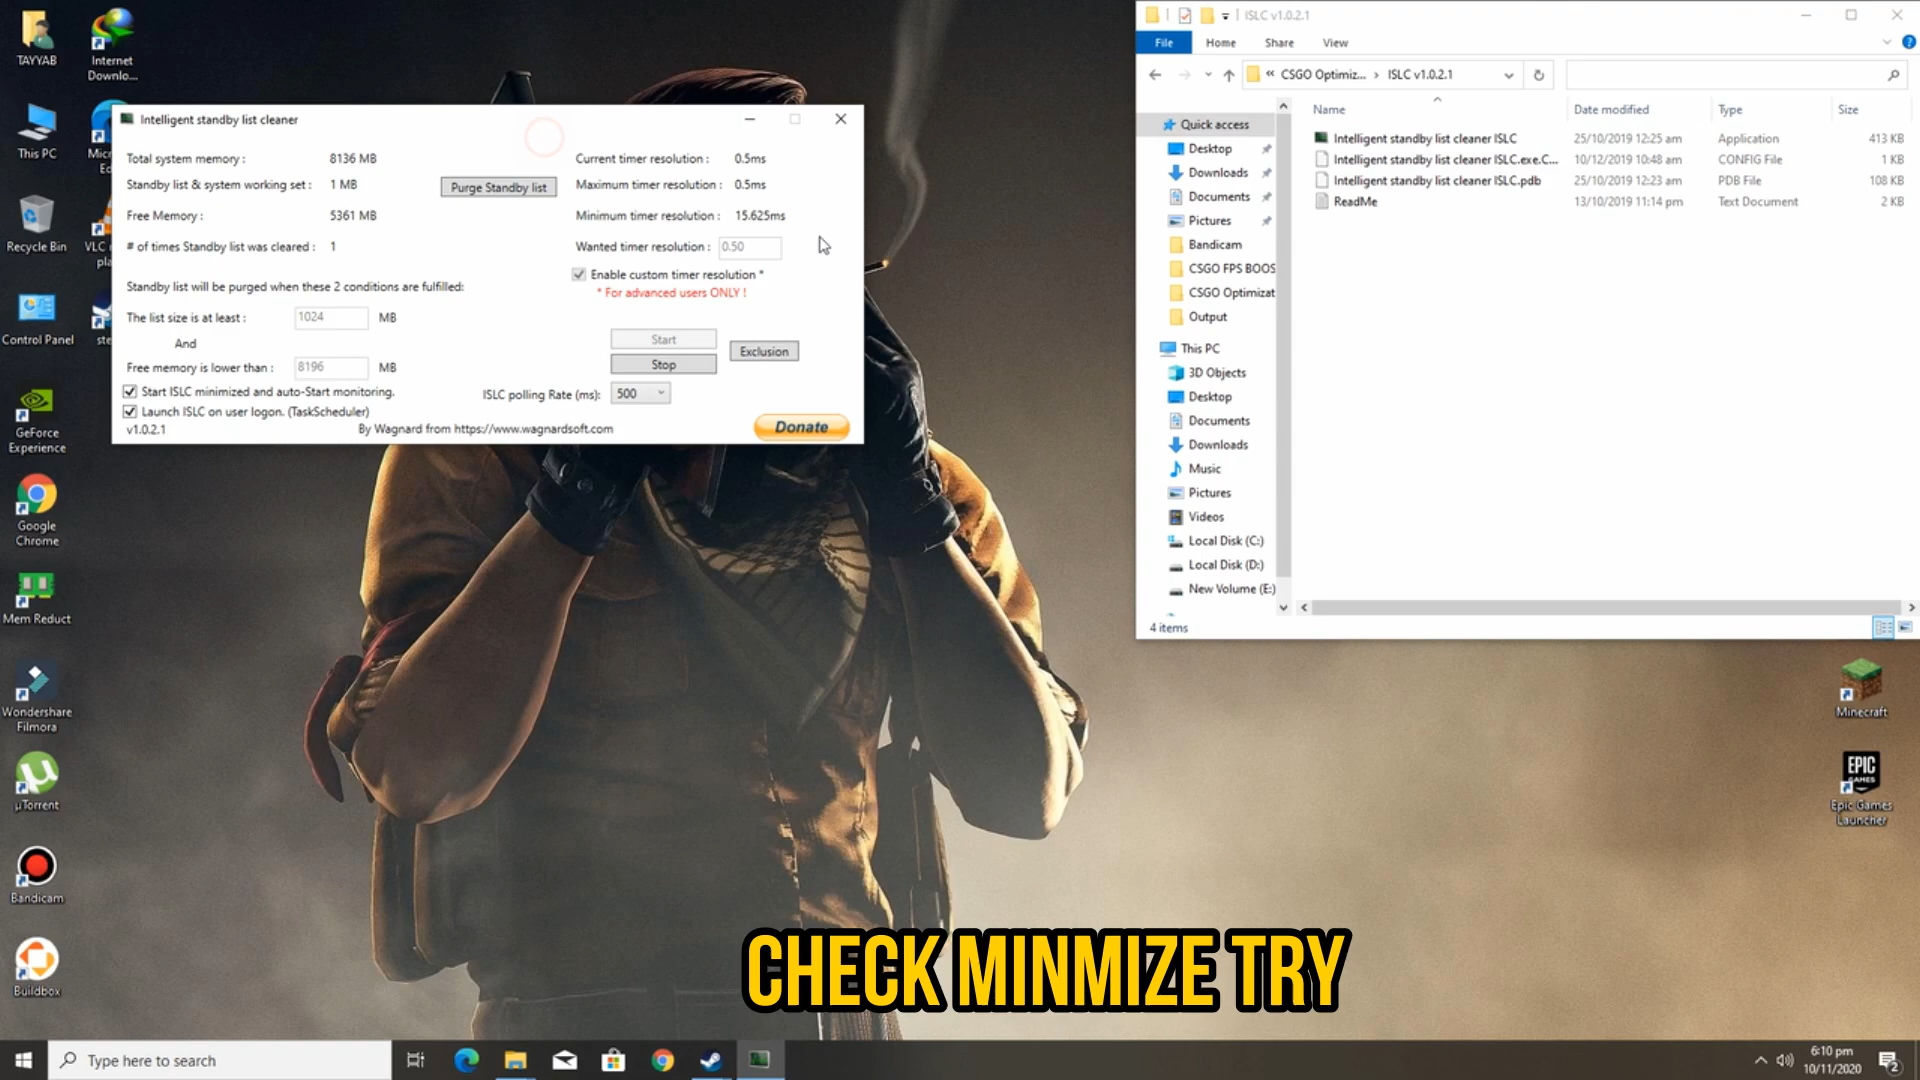 TAYYAB
Internet
Downlo...
This PC
Micr
Ed
Recycle Bin
VLC
pla
Control Panel
ste
GeForce
Experience
Google
Chrome
Mem Reduct
Wondershare
Filmora
µTorrent
Bandicam
Buildbox
Intelligent standby list cleaner
Total system memory : 8136 MB
Standby list & system working set : 1 MB
Purge Standby list
Free Memory : 5361 MB
# of times Standby list was cleared : 1
Standby list will be purged when these 2 conditions are fulfilled:
The list size is at least : 1024 MB
And
Free memory is lower than : 8196 MB
Start ISLC minimized and auto-Start monitoring.
Launch ISLC on user logon. (TaskScheduler)
v1.0.2.1
By Wagnard from https://www.wagnardsoft.com
Current timer resolution : 0.5ms
Maximum timer resolution : 0.5ms
Minimum timer resolution : 15.625ms
Wanted timer resolution : 0.50
Enable custom timer resolution *
* For advanced users ONLY !
Start
Stop
Exclusion
ISLC polling Rate (ms): 500
Donate
ISLC v1.0.2.1
File Home Share View
« CSGO Optimiz... › ISLC v1.0.2.1
Name Date modified Type Size
Intelligent standby list cleaner ISLC 25/10/2019 12:25 am Application 413 KB
Intelligent standby list cleaner ISLC.exe.C... 10/12/2019 10:48 am CONFIG File 1 KB
Intelligent standby list cleaner ISLC.pdb 25/10/2019 12:23 am PDB File 108 KB
ReadMe 13/10/2019 11:14 pm Text Document 2 KB
Quick access
Desktop
Downloads
Documents
Pictures
Bandicam
CSGO FPS BOOS
CSGO Optimizat
Output
This PC
3D Objects
Desktop
Documents
Downloads
Music
Pictures
Videos
Local Disk (C:)
Local Disk (D:)
New Volume (E:)
4 items
Minecraft
EPIC
GAMES
Epic Games
Launcher
CHECK MINMIZE TRY
Type here to search
6:10 pm
10/11/2020
2